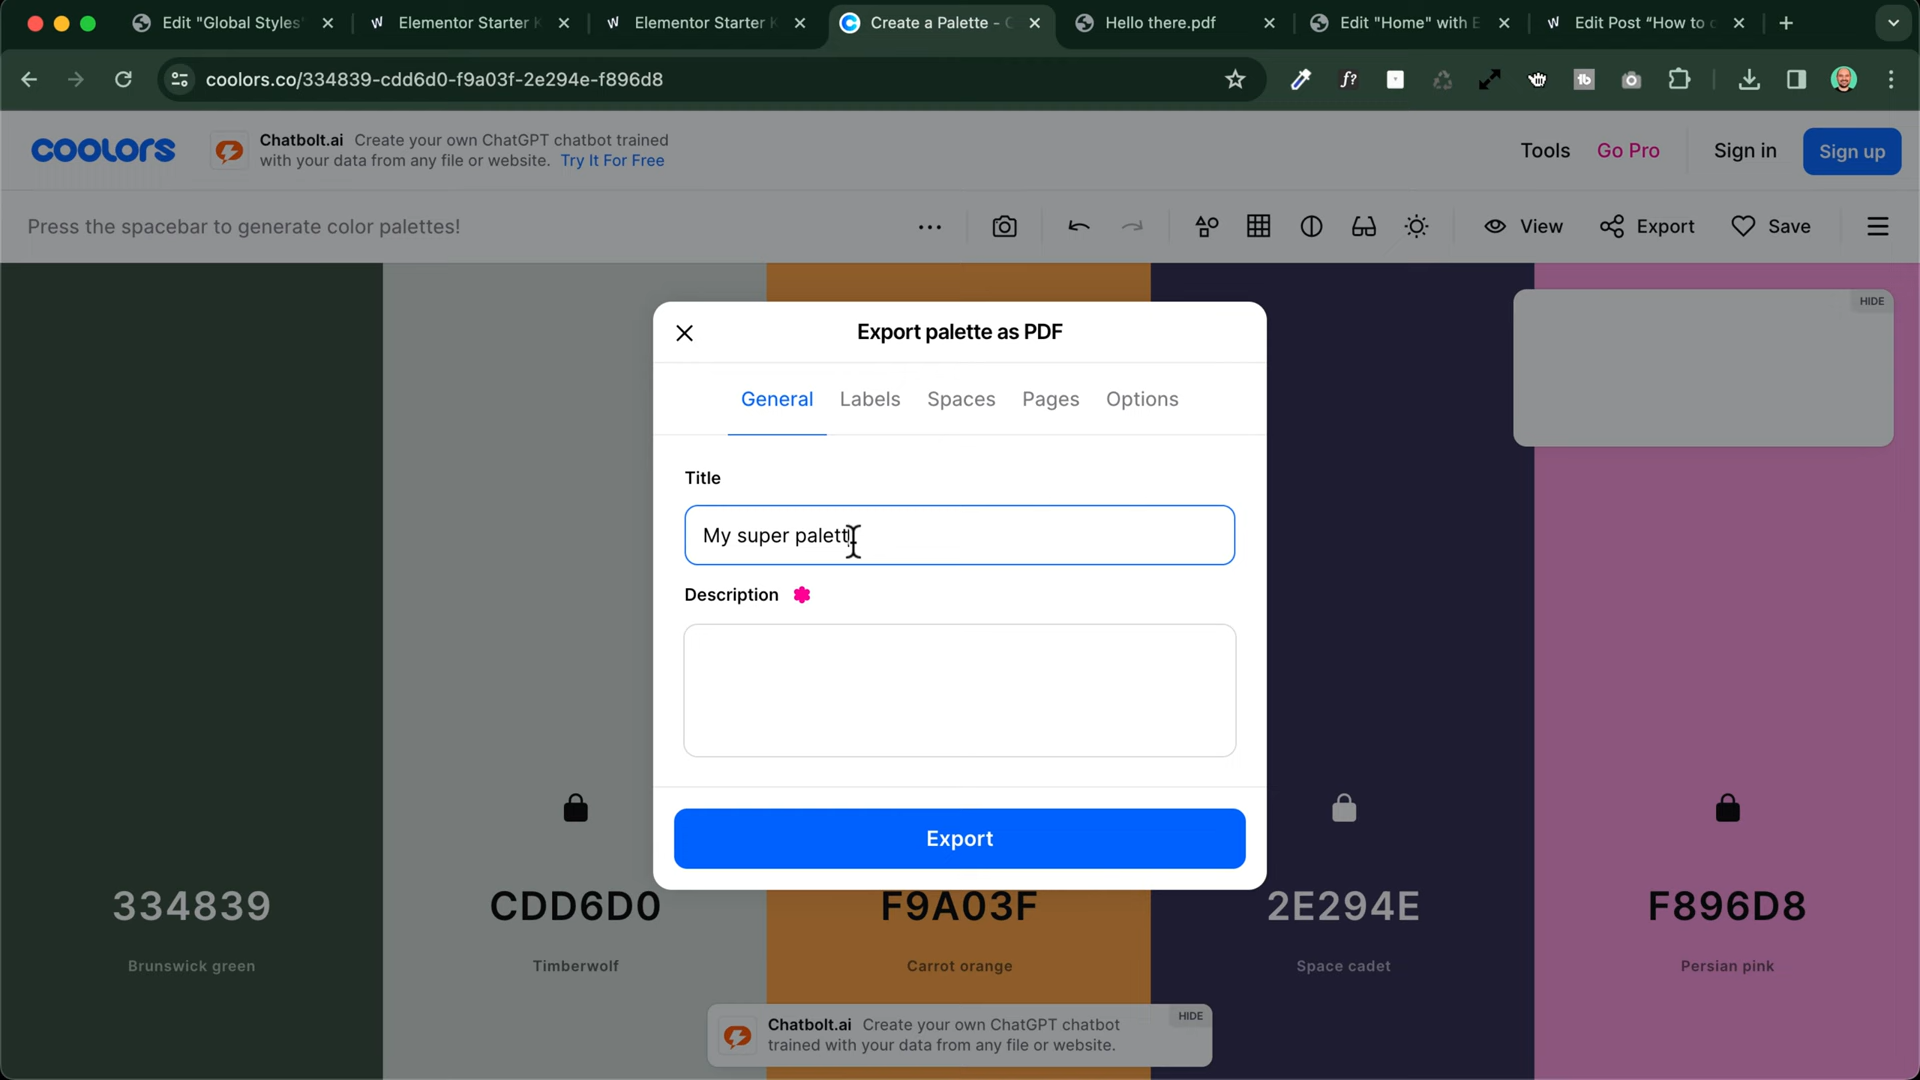 Edit "Global Styles"
Elementor Starter K
Elementor Starter K
Create a Palette - C
Hello there.pdf
Edit "Home" with E
Edit Post “How to c
coolors.co/334839-cdd6d0-f9a03f-2e294e-f896d8
f?
tb
coolors
Chatbolt.ai Create your own ChatGPT chatbot trained
with your data from any file or website. Try It For Free
Tools
Go Pro
Sign in
Sign up
Press the spacebar to generate color palettes!
View
Export
Save
HIDE
Export palette as PDF
General
Labels
Spaces
Pages
Options
Title
My super palett
Description
Export
334839
CDD6D0
F9A03F
2E294E
F896D8
Brunswick green
Timberwolf
Carrot orange
Space cadet
Persian pink
Chatbolt.ai Create your own ChatGPT chatbot
trained with your data from any file or website.
HIDE